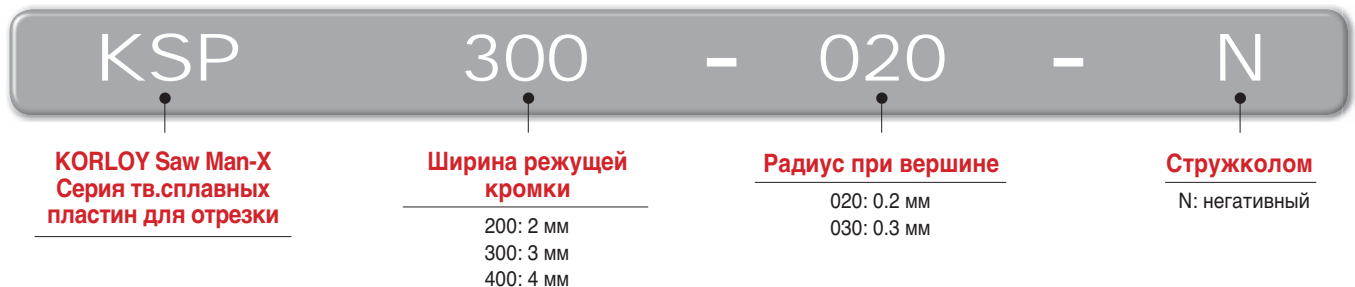 KSP 300 - 020 - N
KORLOY Saw Man-X
Серия тв.сплавных
пластин для отрезки
Ширина режущей
кромки
200: 2 мм
300: 3 мм
400: 4 мм
Радиус при вершине
020: 0.2 мм
030: 0.3 мм
Стружколом
N: негативный